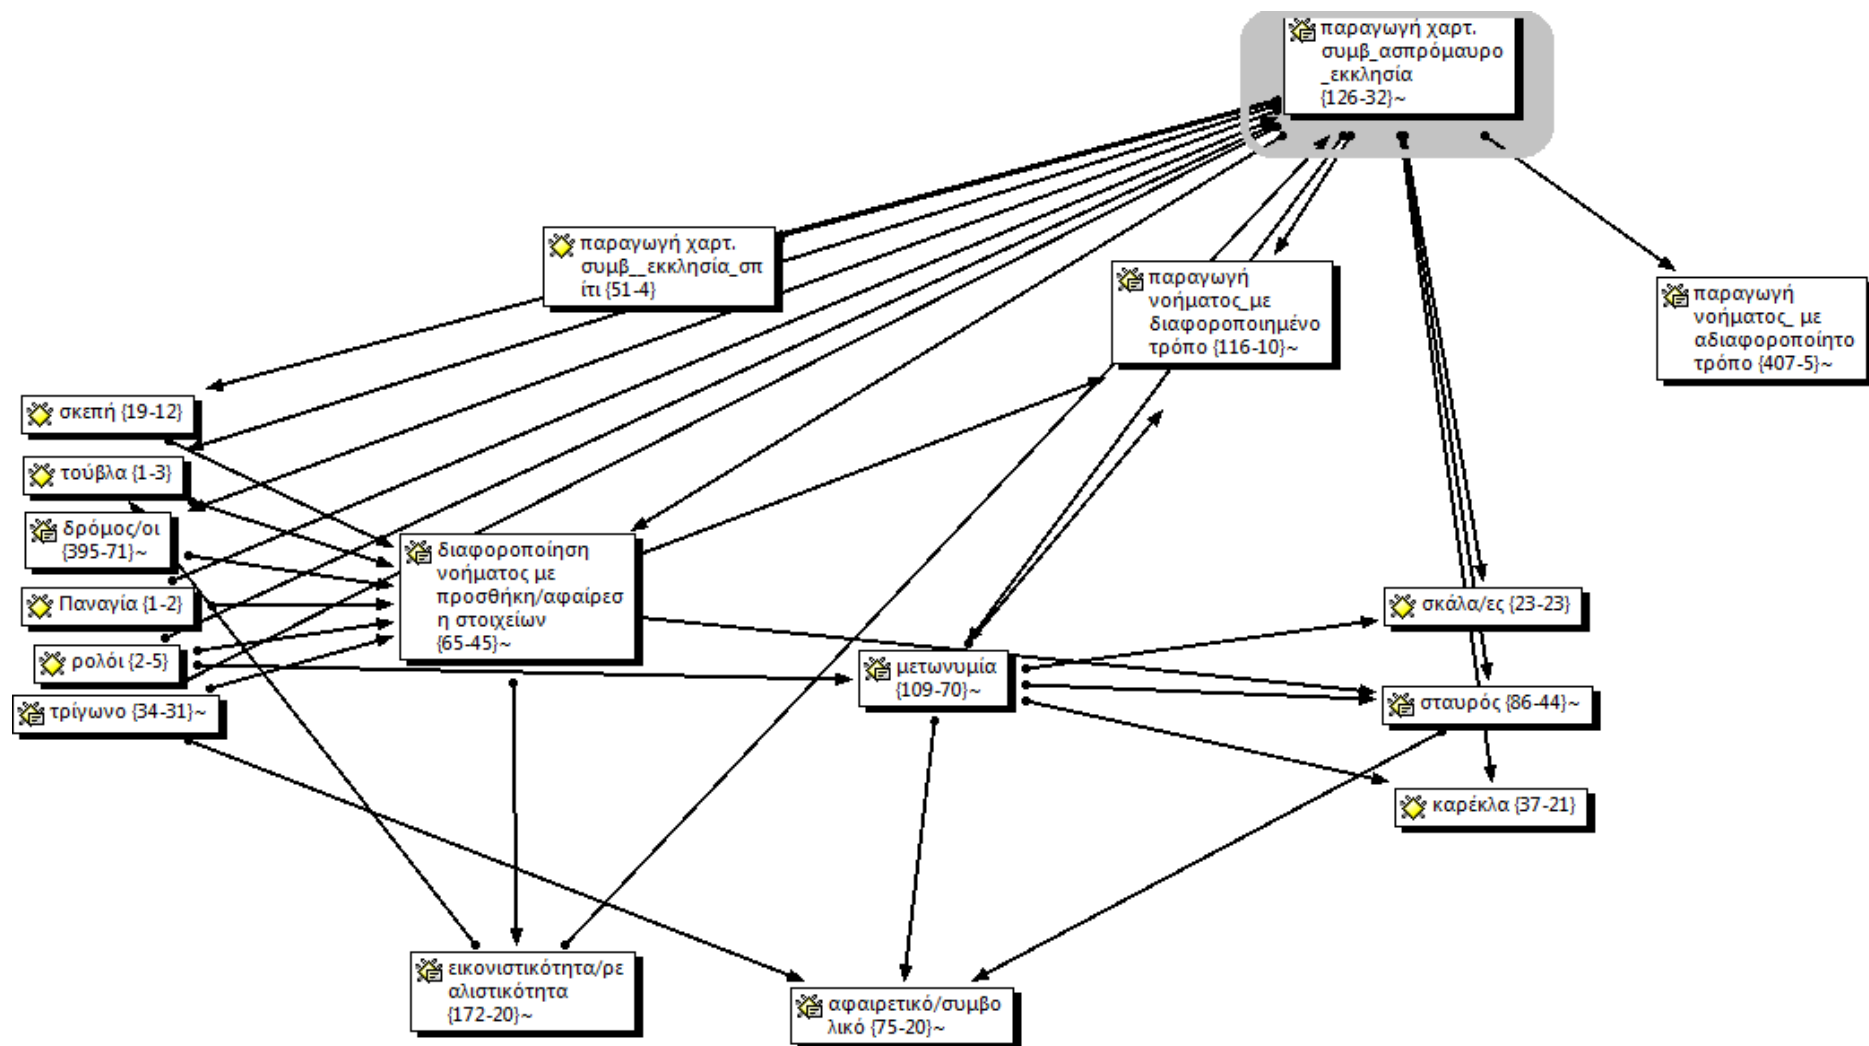 παραγωγή χαρτ.
συμβ_ασπρόμαυρο
_εκκλησία
{126-32}~
παραγωγή χαρτ.
συμβ__εκκλησία_σπ
ίτι {51-4}
παραγωγή
νοήματος_με
διαφοροποιημένο
τρόπο {116-10}~
παραγωγή
νοήματος_ με
αδιαφοροποίητο
τρόπο {407-5}~
σκεπή {19-12}
τούβλα {1-3}
δρόμος/οι
{395-71}~
Παναγία {1-2}
ρολόι {2-5}
τρίγωνο {34-31}~
διαφοροποίηση
νοήματος με
προσθήκη/αφαίρεσ
η στοιχείων
{65-45}~
μετωνυμία
{109-70}~
σκάλα/ες {23-23}
σταυρός {86-44}~
καρέκλα {37-21}
εικονιστικότητα/ρε
αλιστικότητα
{172-20}~
αφαιρετικό/συμβο
λικό {75-20}~